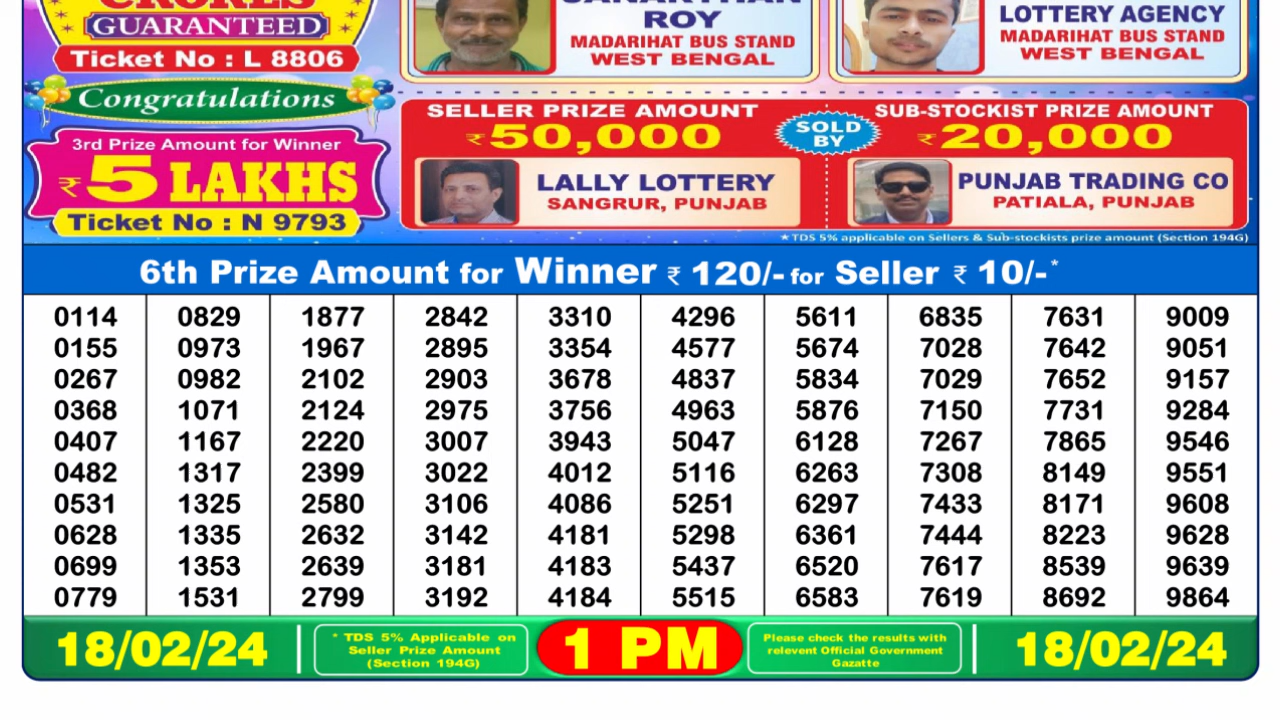 CRORES
GUARANTEED
Ticket No : L 8806
ROY
MADARIHAT BUS STAND
WEST BENGAL
LOTTERY AGENCY
MADARIHAT BUS STAND
WEST BENGAL
Congratulations
3rd Prize Amount for Winner
₹ 5 LAKHS
Ticket No : N 9793
SELLER PRIZE AMOUNT
₹ 50,000
SOLD
BY
SUB-STOCKIST PRIZE AMOUNT
₹ 20,000
LALLY LOTTERY
SANGRUR, PUNJAB
PUNJAB TRADING CO
PATIALA, PUNJAB
★TDS 5% applicable on Sellers & Sub-stockists prize amount (Section 194G)
6th Prize Amount for Winner ₹ 120/- for Seller ₹ 10/-*
0114 0829 1877 2842 3310 4296 5611 6835 7631 9009
0155 0973 1967 2895 3354 4577 5674 7028 7642 9051
0267 0982 2102 2903 3678 4837 5834 7029 7652 9157
0368 1071 2124 2975 3756 4963 5876 7150 7731 9284
0407 1167 2220 3007 3943 5047 6128 7267 7865 9546
0482 1317 2399 3022 4012 5116 6263 7308 8149 9551
0531 1325 2580 3106 4086 5251 6297 7433 8171 9608
0628 1335 2632 3142 4181 5298 6361 7444 8223 9628
0699 1353 2639 3181 4183 5437 6520 7617 8539 9639
0779 1531 2799 3192 4184 5515 6583 7619 8692 9864
18/02/24
* TDS 5% Applicable on
Seller Prize Amount
(Section 194G)
1 PM
Please check the results with
relevent Official Government
Gazatte
18/02/24